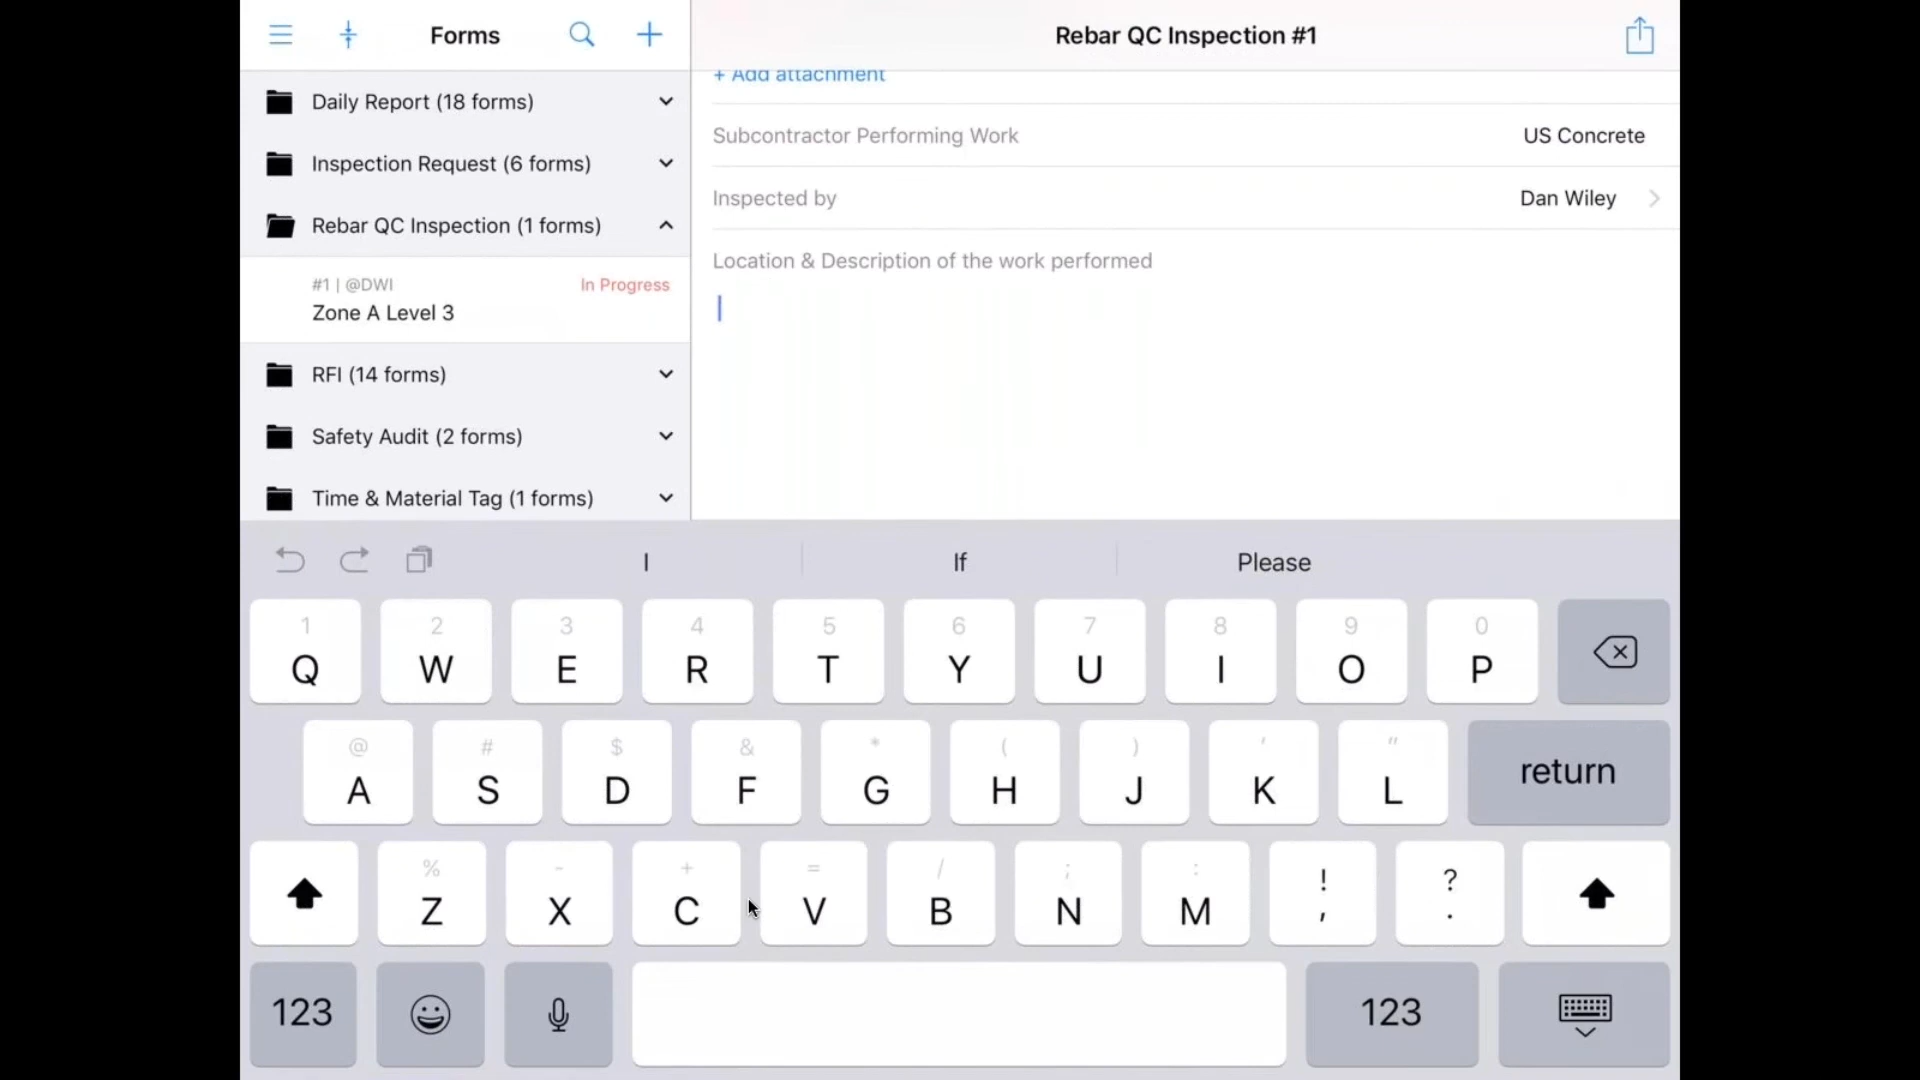 Forms
Rebar QC Inspection #1
Daily Report (18 forms)
Inspection Request (6 forms)
Rebar QC Inspection (1 forms)
#1 | @DWI
In Progress
Zone A Level 3
RFI (14 forms)
Safety Audit (2 forms)
Time & Material Tag (1 forms)
+ Add attachment
Subcontractor Performing Work
US Concrete
Inspected by
Dan Wiley
Location & Description of the work performed
I If Please
1 2 3 4 5 6 7 8 9 0
Q W E R T Y U I O P
@ # $ & * ( ) ' "
A S D F G H J K L return
% - + = / ; : ! ?
Z X C V B N M , .
123 123